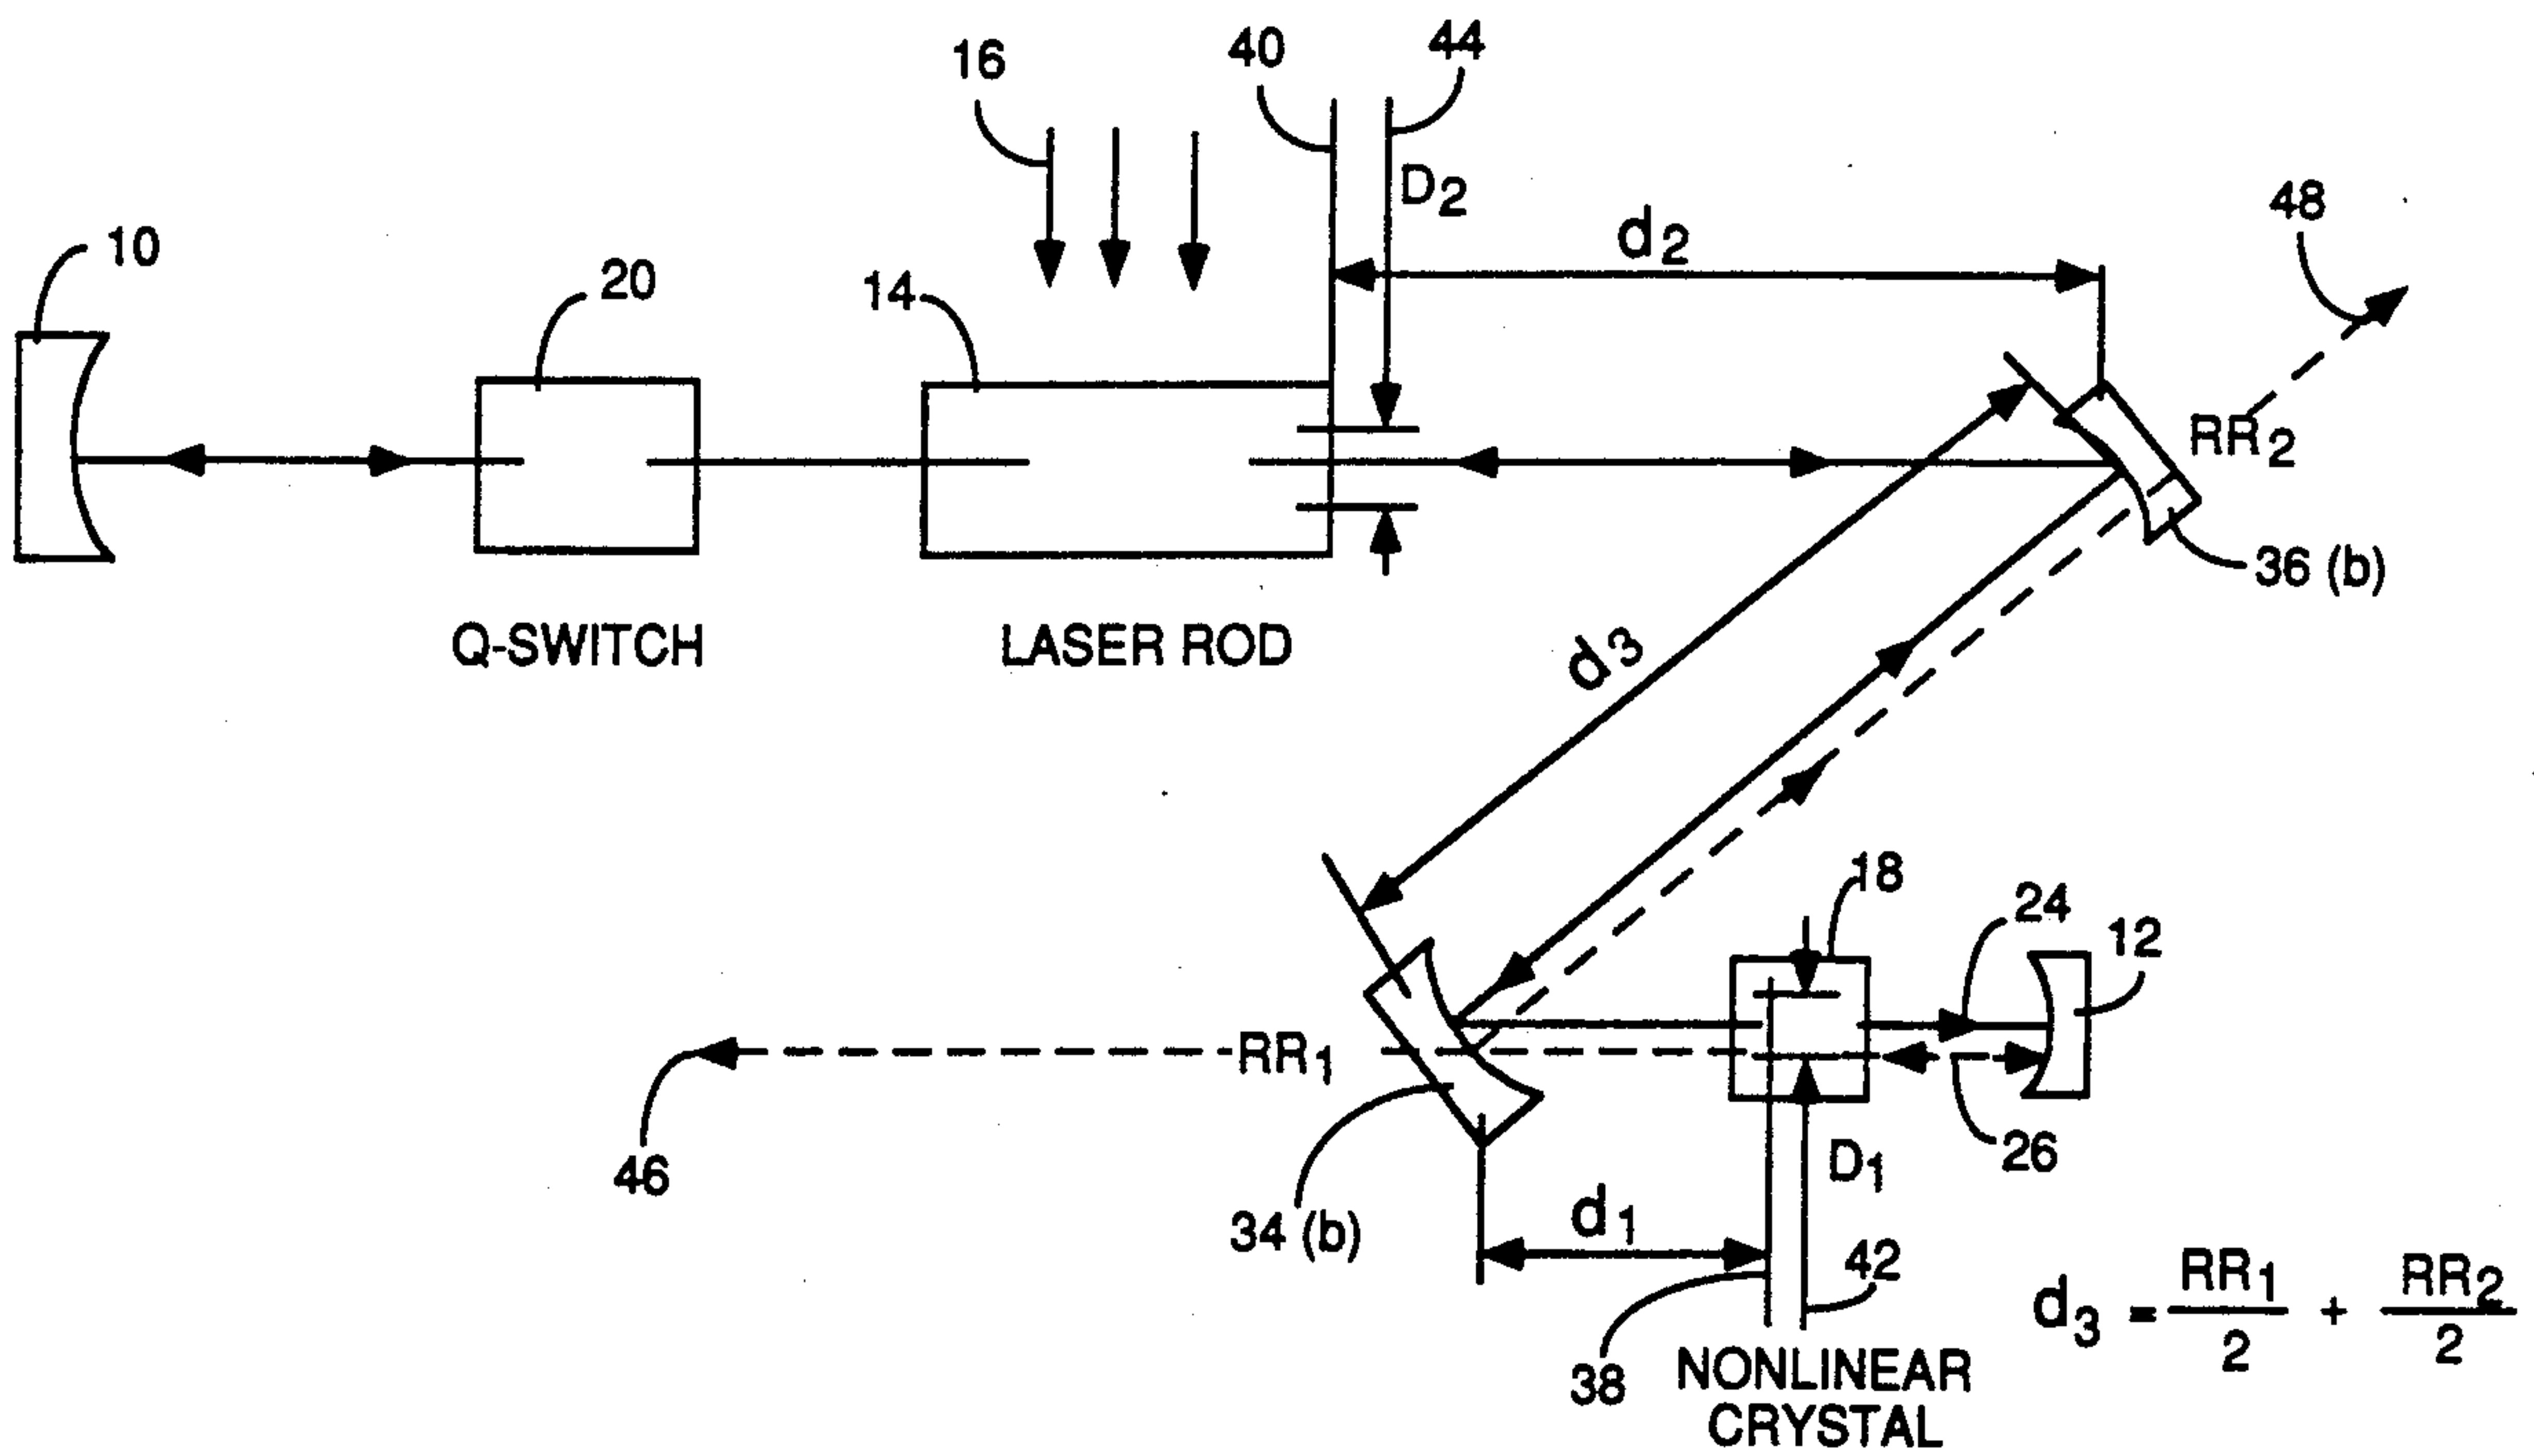 16
40
44
D2
48
10
20
14
d2
RR2
36 (b)
Q-SWITCH
LASER ROD
d3
18
24
12
RR1
46
26
D1
34 (b)
d1
42
38
NONLINEAR
CRYSTAL
d3 = RR1/2 + RR2/2